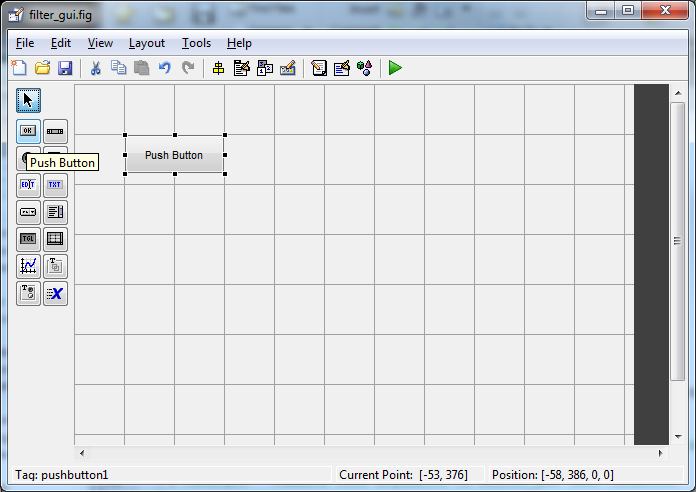 filter_gui.fig
File Edit View Layout Tools Help
OK
Push Button
Push Button
EDIT TXT
TGL
Tag: pushbutton1 Current Point: [-53, 376] Position: [-58, 386, 0, 0]